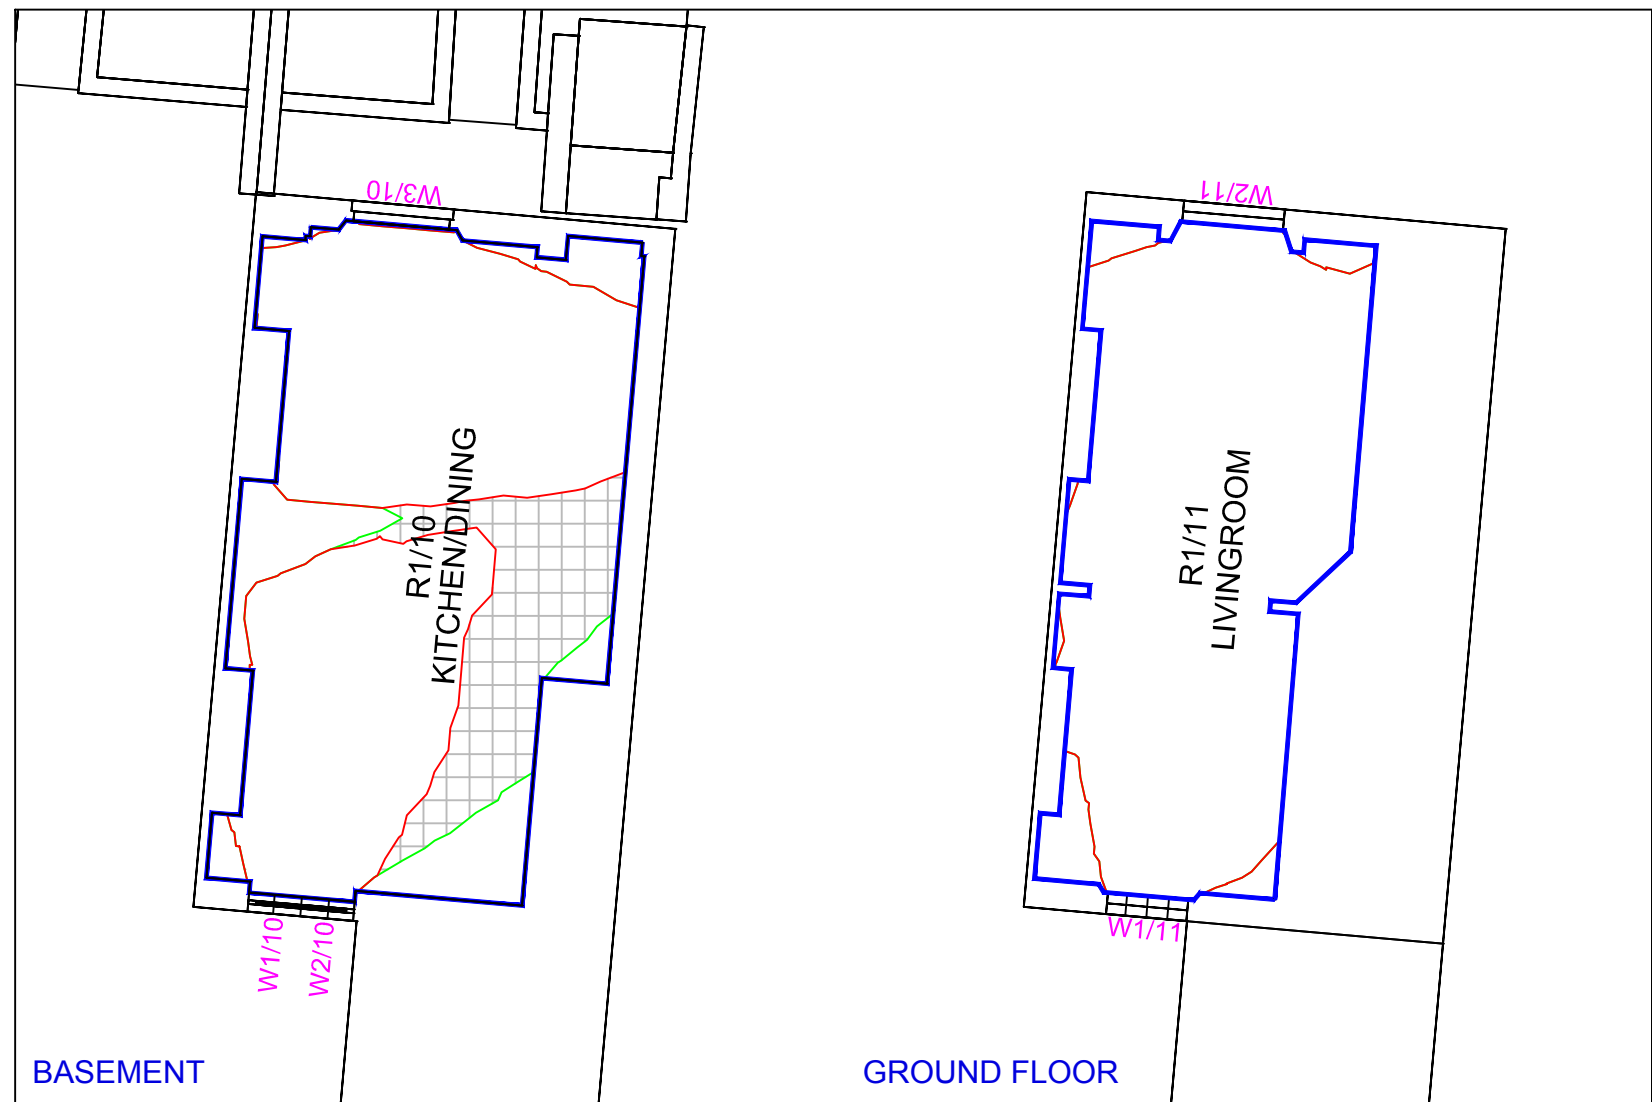 W3/10
W2/11
R1/10
KITCHEN/DINING
R1/11
LIVINGROOM
W1/10
W2/10
W1/11
BASEMENT
GROUND FLOOR